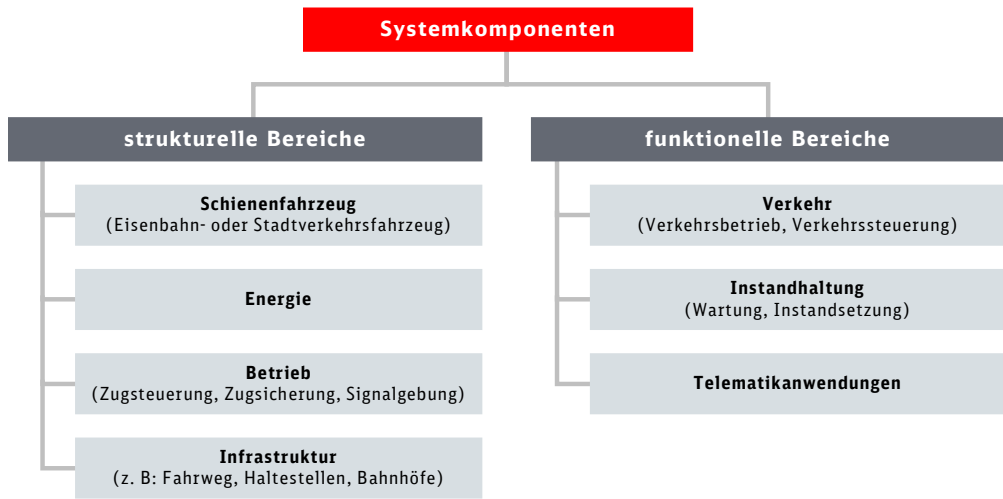 Systemkomponenten
strukturelle Bereiche
Schienenfahrzeug
(Eisenbahn- oder Stadtverkehrsfahrzeug)
Energie
Betrieb
(Zugsteuerung, Zugsicherung, Signalgebung)
Infrastruktur
(z. B: Fahrweg, Haltestellen, Bahnhöfe)
funktionelle Bereiche
Verkehr
(Verkehrsbetrieb, Verkehrssteuerung)
Instandhaltung
(Wartung, Instandsetzung)
Telematikanwendungen